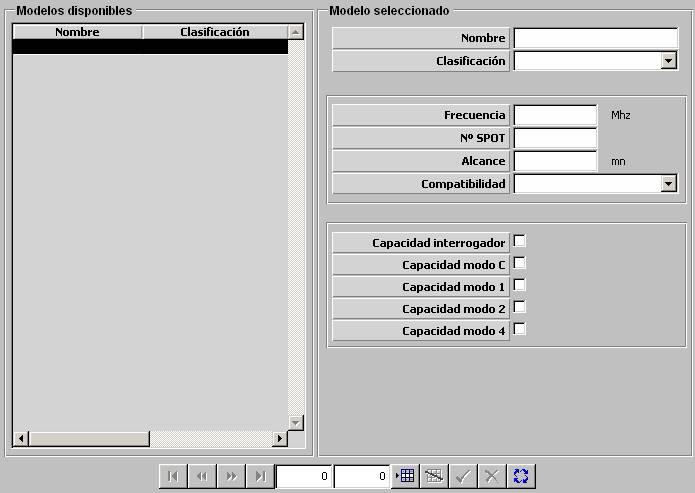 Modelos disponibles
Nombre Clasificación
Modelo seleccionado
Nombre
Clasificación
Frecuencia Mhz
Nº SPOT
Alcance mn
Compatibilidad
Capacidad interrogador
Capacidad modo C
Capacidad modo 1
Capacidad modo 2
Capacidad modo 4
0 0